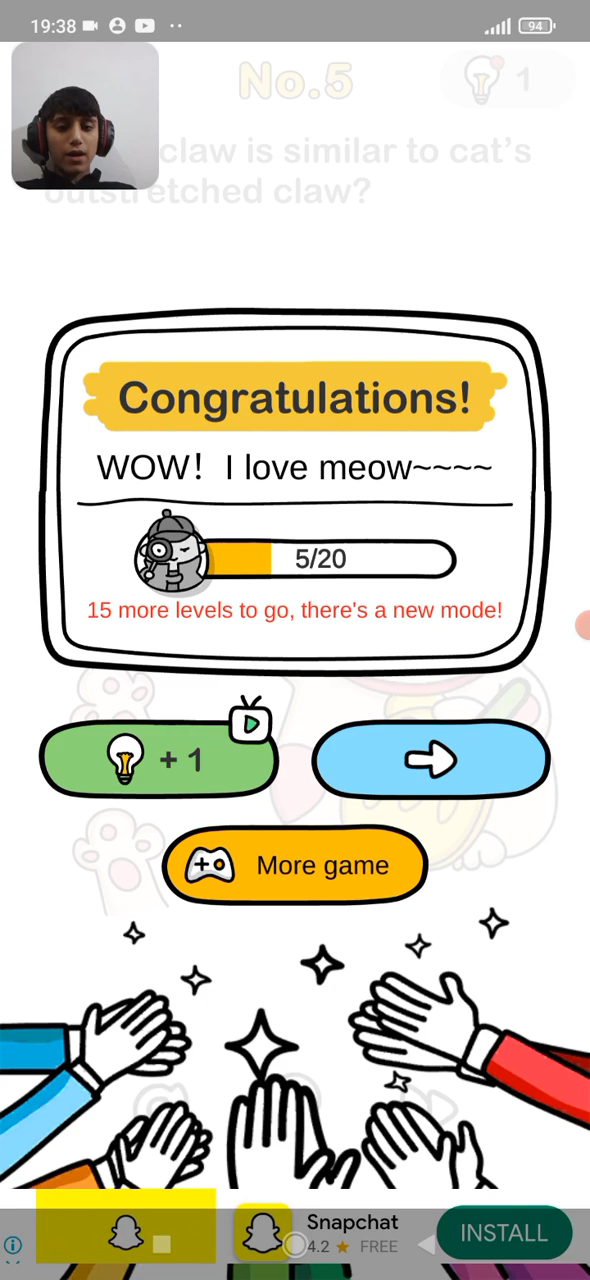 19:38
94
No.5
1
claw is similar to cat's
outstretched claw?
Congratulations!
WOW! I love meow~~~~
5/20
15 more levels to go, there's a new mode!
+ 1
More game
Snapchat
4.2 ★ FREE
INSTALL